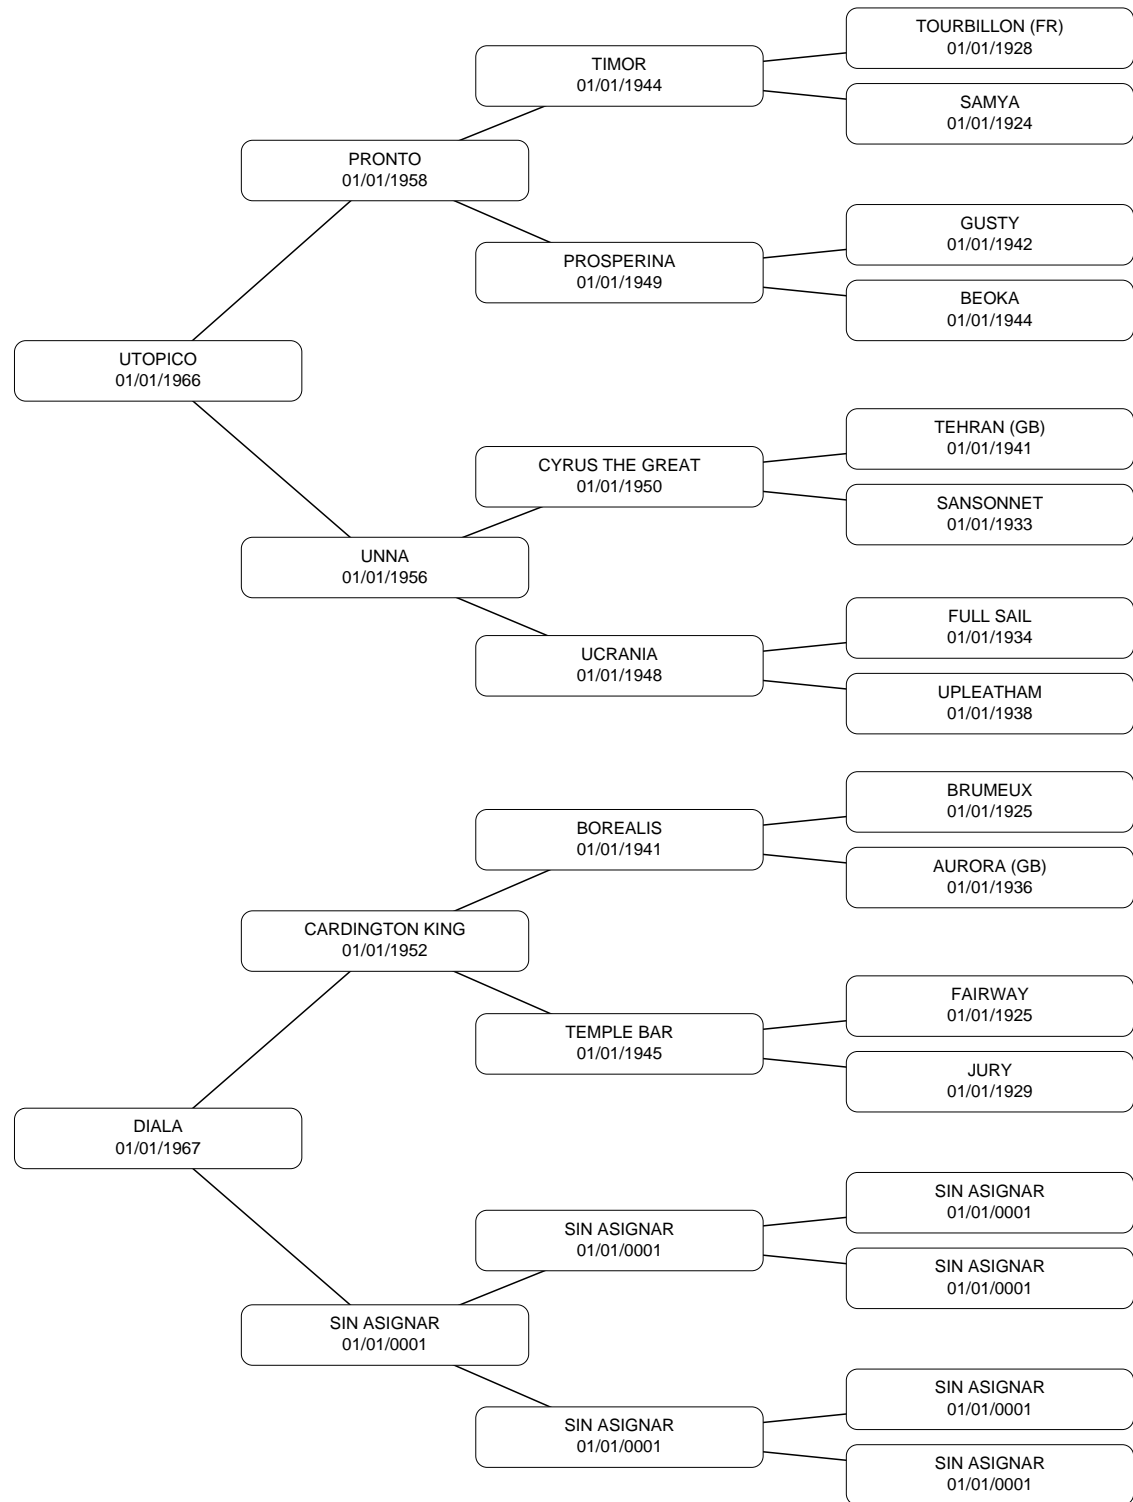 TOURBILLON (FR)
01/01/1928
TIMOR
01/01/1944
SAMYA
01/01/1924
PRONTO
01/01/1958
GUSTY
01/01/1942
PROSPERINA
01/01/1949
BEOKA
01/01/1944
UTOPICO
01/01/1966
TEHRAN (GB)
01/01/1941
CYRUS THE GREAT
01/01/1950
SANSONNET
01/01/1933
UNNA
01/01/1956
FULL SAIL
01/01/1934
UCRANIA
01/01/1948
UPLEATHAM
01/01/1938
BRUMEUX
01/01/1925
BOREALIS
01/01/1941
AURORA (GB)
01/01/1936
CARDINGTON KING
01/01/1952
FAIRWAY
01/01/1925
TEMPLE BAR
01/01/1945
JURY
01/01/1929
DIALA
01/01/1967
SIN ASIGNAR
01/01/0001
SIN ASIGNAR
01/01/0001
SIN ASIGNAR
01/01/0001
SIN ASIGNAR
01/01/0001
SIN ASIGNAR
01/01/0001
SIN ASIGNAR
01/01/0001
SIN ASIGNAR
01/01/0001